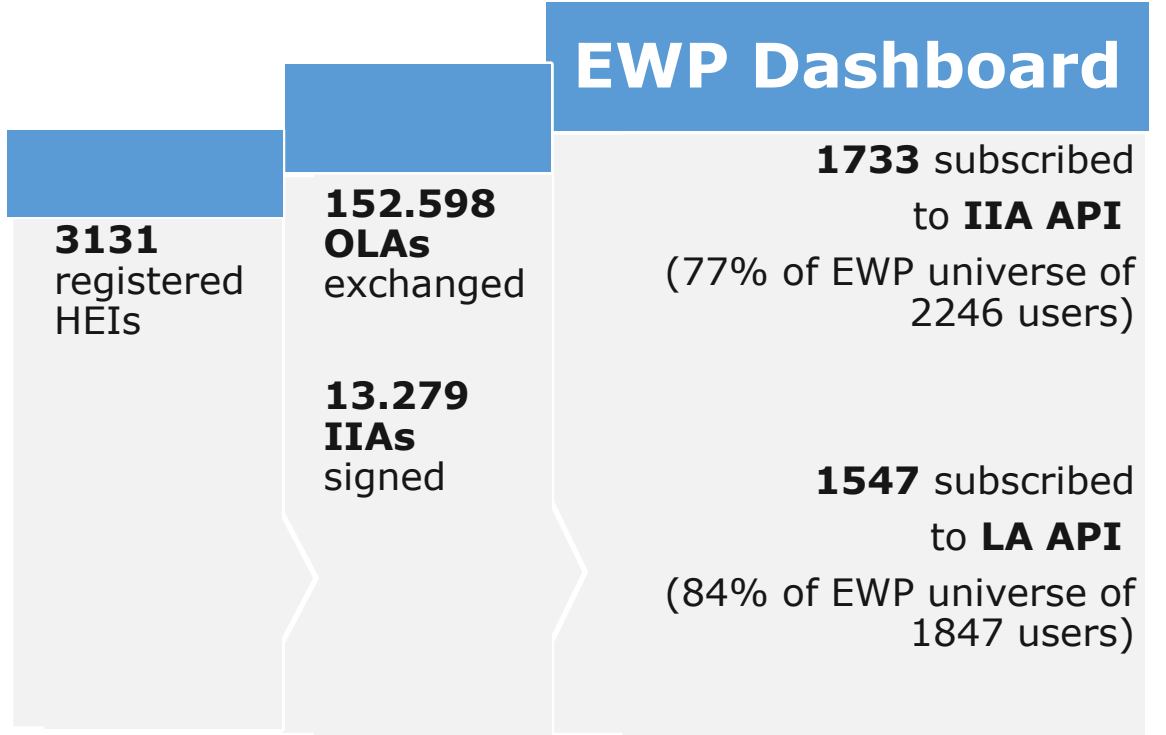 EWP Dashboard
3131
registered
HEIs
152.598
OLAs
exchanged
13.279
IIAs
signed
1733 subscribed
to IIA API
(77% of EWP universe of
2246 users)
1547 subscribed
to LA API
(84% of EWP universe of
1847 users)